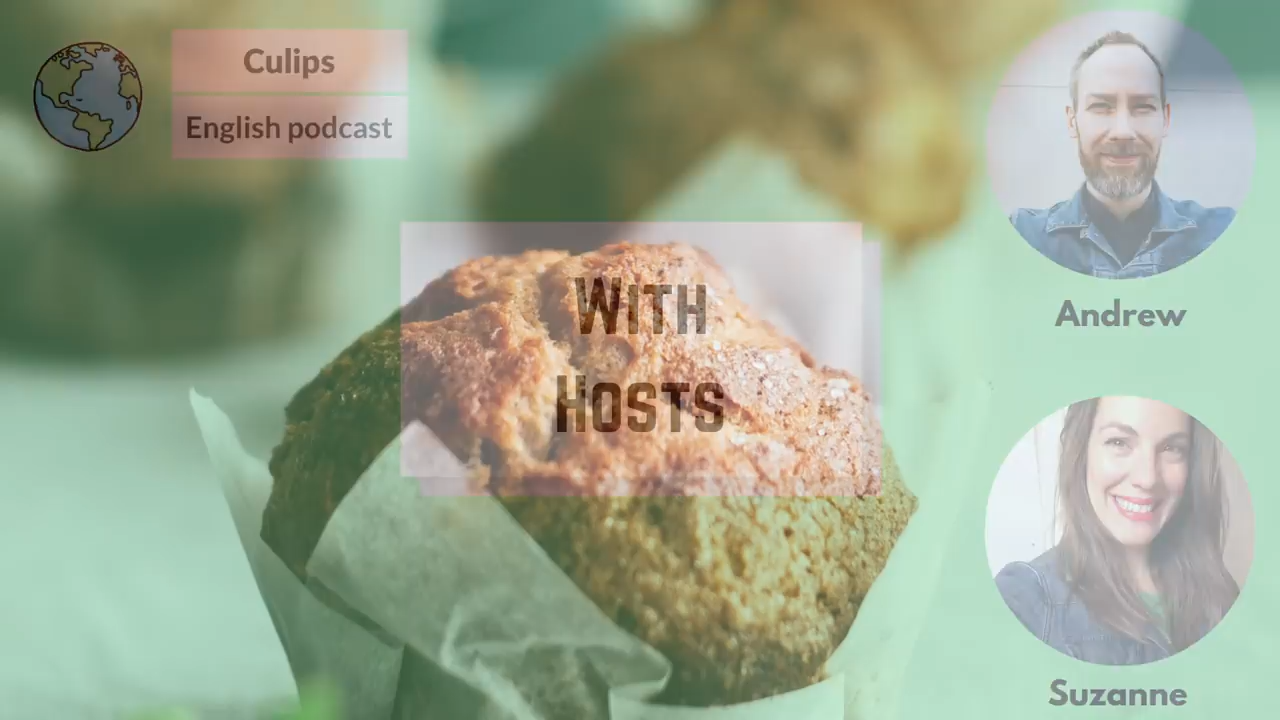 Culips
English podcast
With
Hosts
Andrew
Suzanne